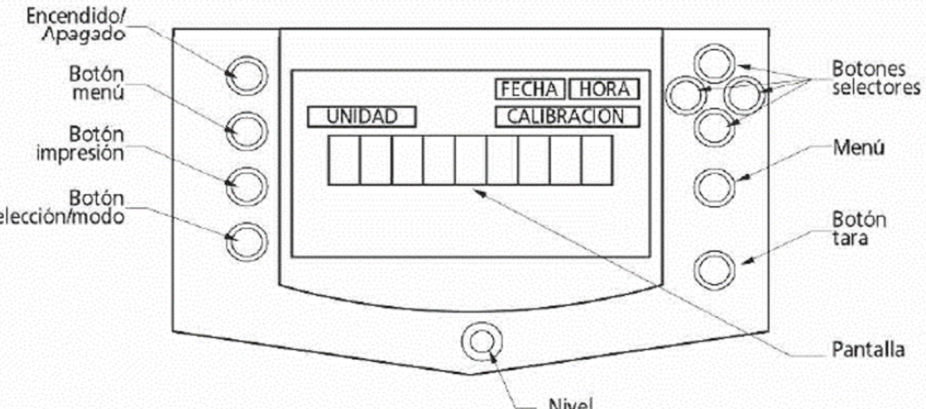 Encendido/
Apagado
Botón
menú
Botón
impresión
Botón
elección/modo
FECHA HORA
UNIDAD CALIBRACION
Botones
selectores
Menú
Botón
tara
Pantalla
Nivel